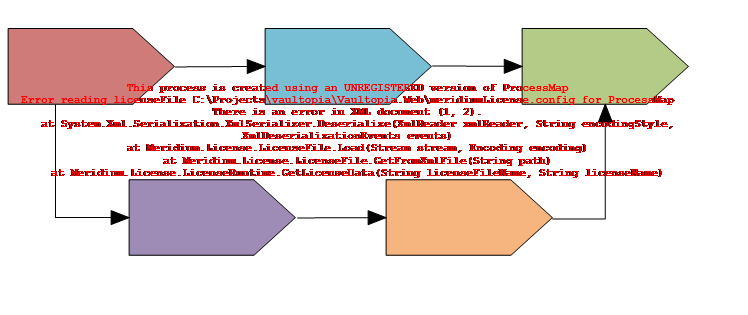 This process is created using an UNREGISTERED version of ProcessMap
Error reading licenseFile C:\Projects\vaultopia\Vaultopia.Web\meridiumLicense.config for ProcessMap
There is an error in XML document (1, 2).
at System.Xml.Serialization.XmlSerializer.Deserialize(XmlReader xmlReader, String encodingStyle,
XmlDeserializationEvents events)
at Meridium.License.LicenseFile.Load(Stream stream, Encoding encoding)
at Meridium.License.LicenseFile.GetFromXmlFile(String path)
at Meridium.License.LicenseRuntime.GetLicenseData(String licenseFileName, String licenseName)